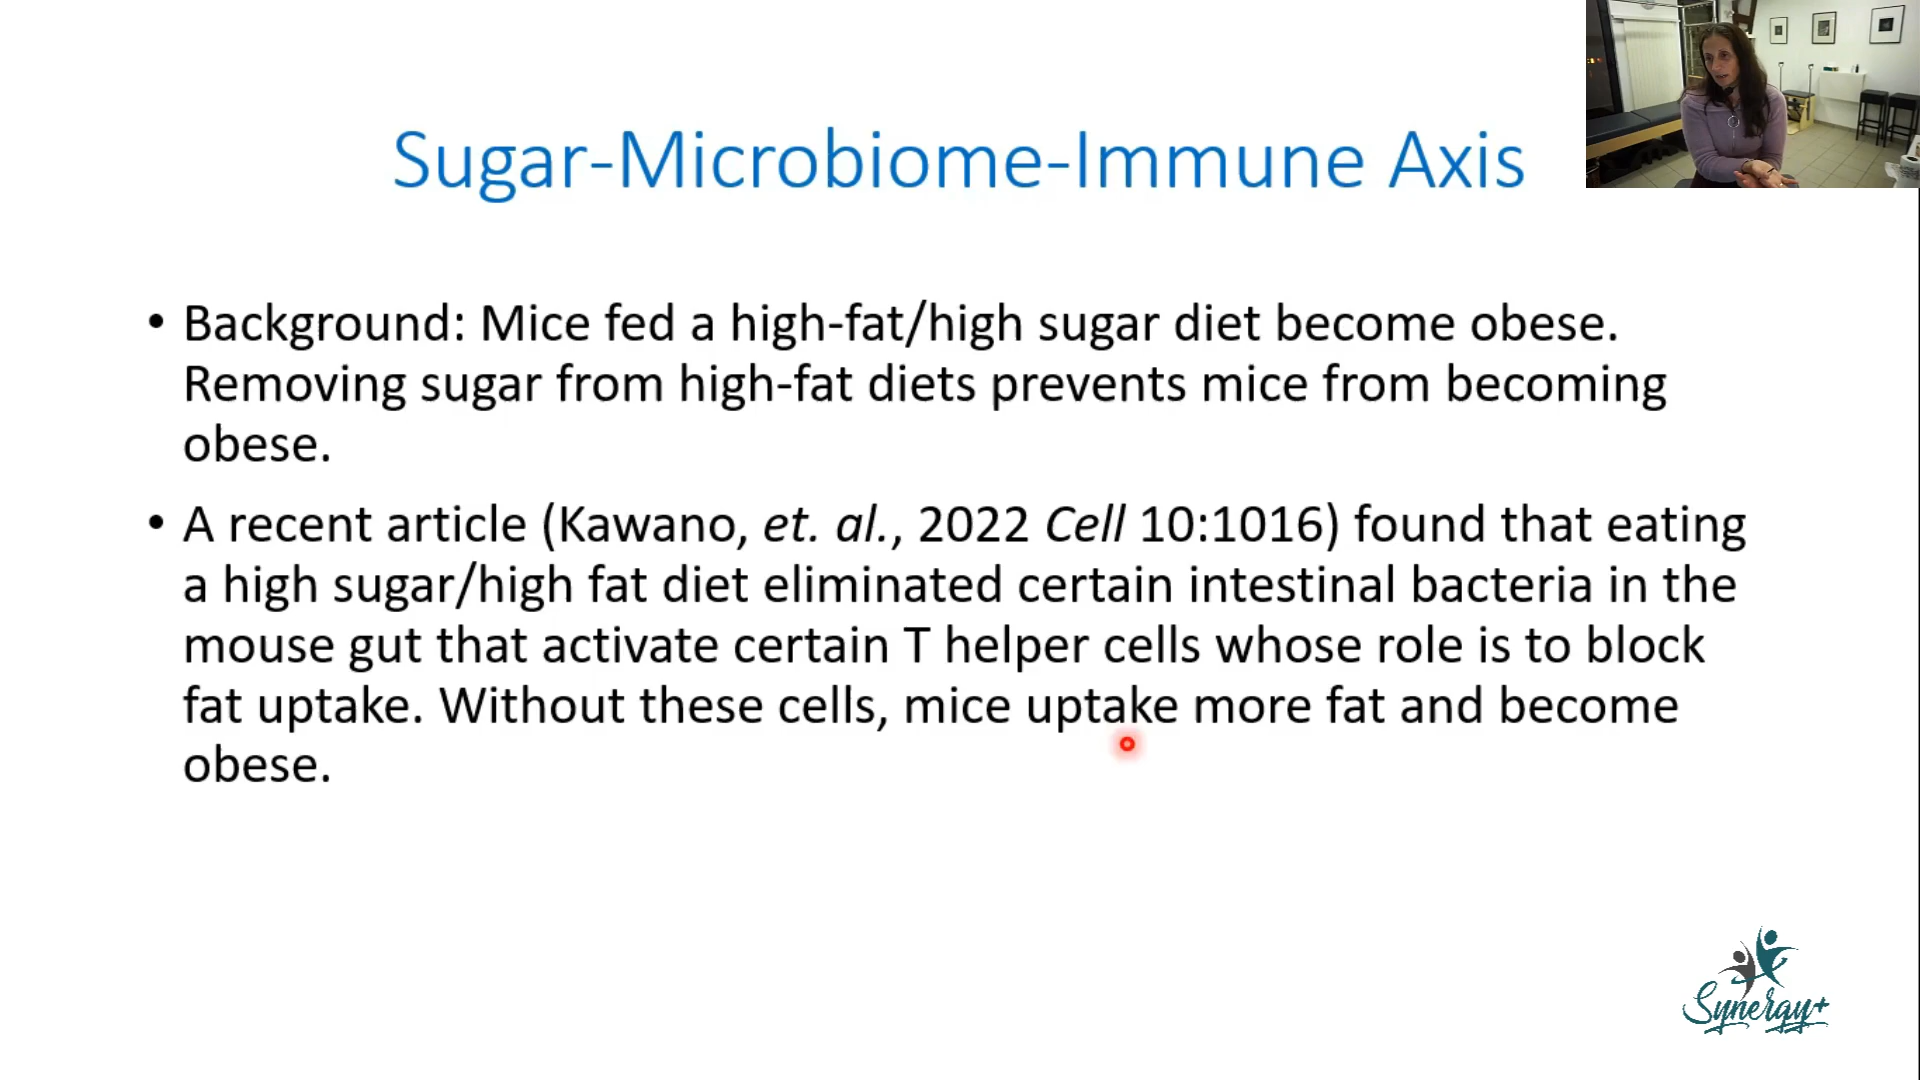 Sugar-Microbiome-Immune Axis
• Background: Mice fed a high-fat/high sugar diet become obese.
Removing sugar from high-fat diets prevents mice from becoming
obese.
• A recent article (Kawano, et. al., 2022 Cell 10:1016) found that eating
a high sugar/high fat diet eliminated certain intestinal bacteria in the
mouse gut that activate certain T helper cells whose role is to block
fat uptake. Without these cells, mice uptake more fat and become
obese.
Synergy+